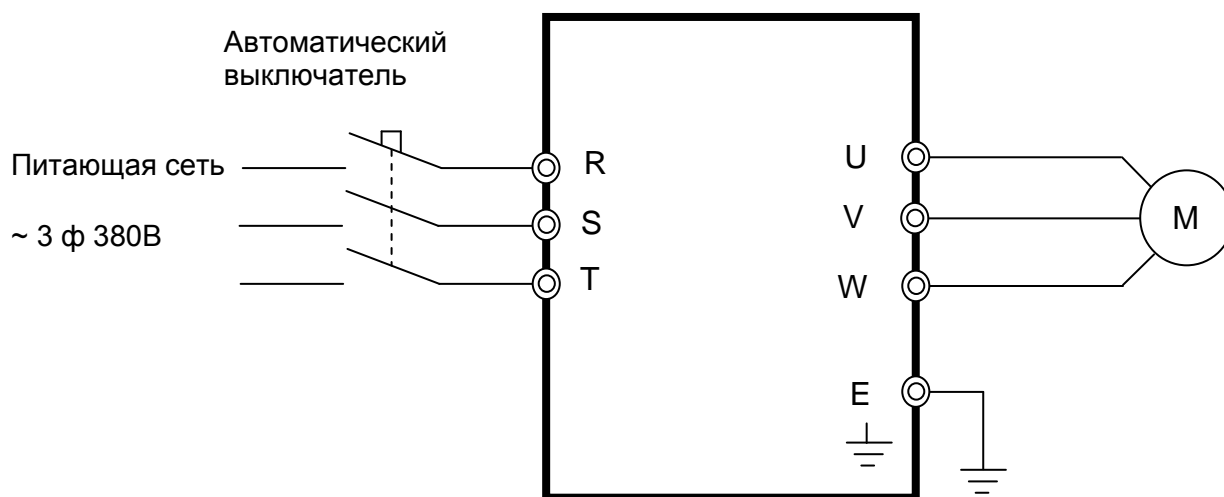 Автоматический
выключатель
Питающая сеть
~ 3 ф 380В
R
S
T
U
V
W
E
M